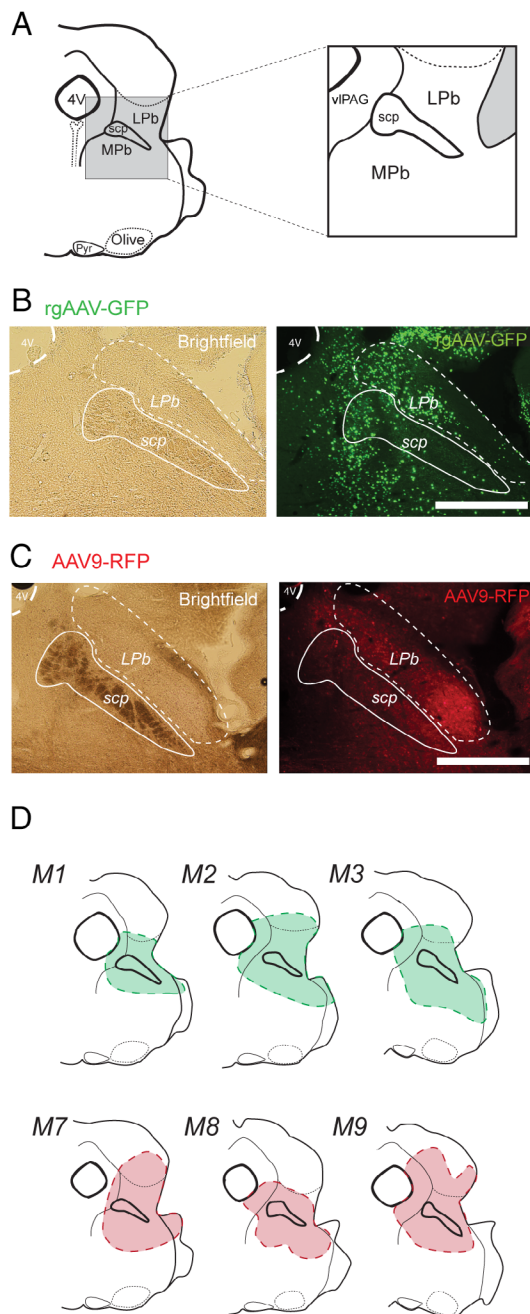 A
4V
LPb
scp
MPb
Olive
Pyr
vlPAG
LPb
scp
MPb
B
rgAAV-GFP
4V
Brightfield
LPb
scp
4V
rgAAV-GFP
LPb
scp
C
AAV9-RFP
4V
Brightfield
LPb
scp
4V
AAV9-RFP
LPb
scp
D
M1 M2 M3
M7 M8 M9